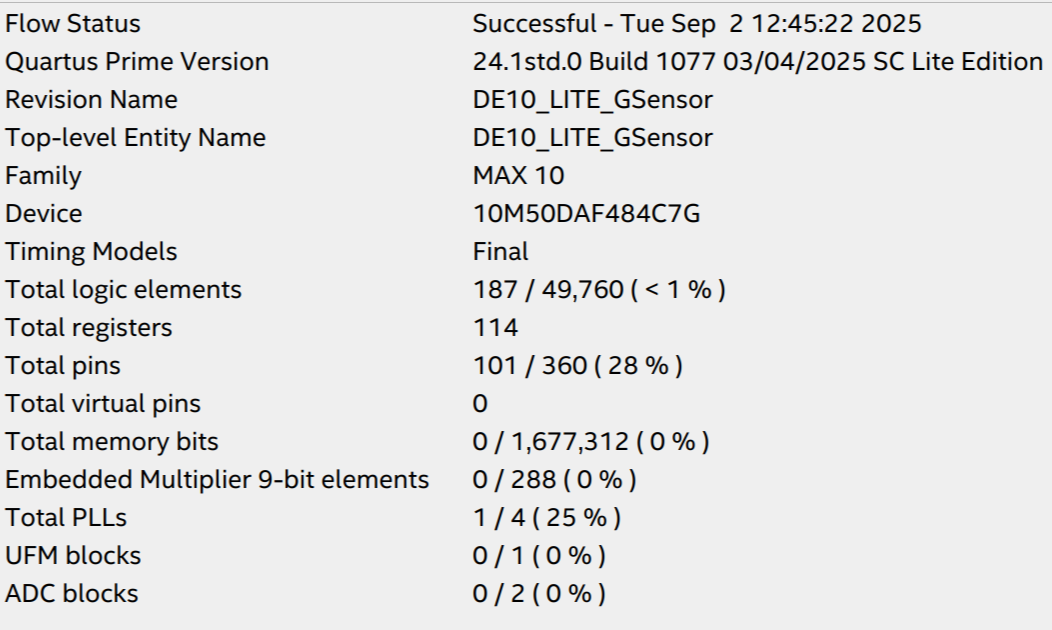 Flow Status Successful - Tue Sep  2 12:45:22 2025
Quartus Prime Version 24.1std.0 Build 1077 03/04/2025 SC Lite Edition
Revision Name DE10_LITE_GSensor
Top-level Entity Name DE10_LITE_GSensor
Family MAX 10
Device 10M50DAF484C7G
Timing Models Final
Total logic elements 187 / 49,760 ( < 1 % )
Total registers 114
Total pins 101 / 360 ( 28 % )
Total virtual pins 0
Total memory bits 0 / 1,677,312 ( 0 % )
Embedded Multiplier 9-bit elements 0 / 288 ( 0 % )
Total PLLs 1 / 4 ( 25 % )
UFM blocks 0 / 1 ( 0 % )
ADC blocks 0 / 2 ( 0 % )